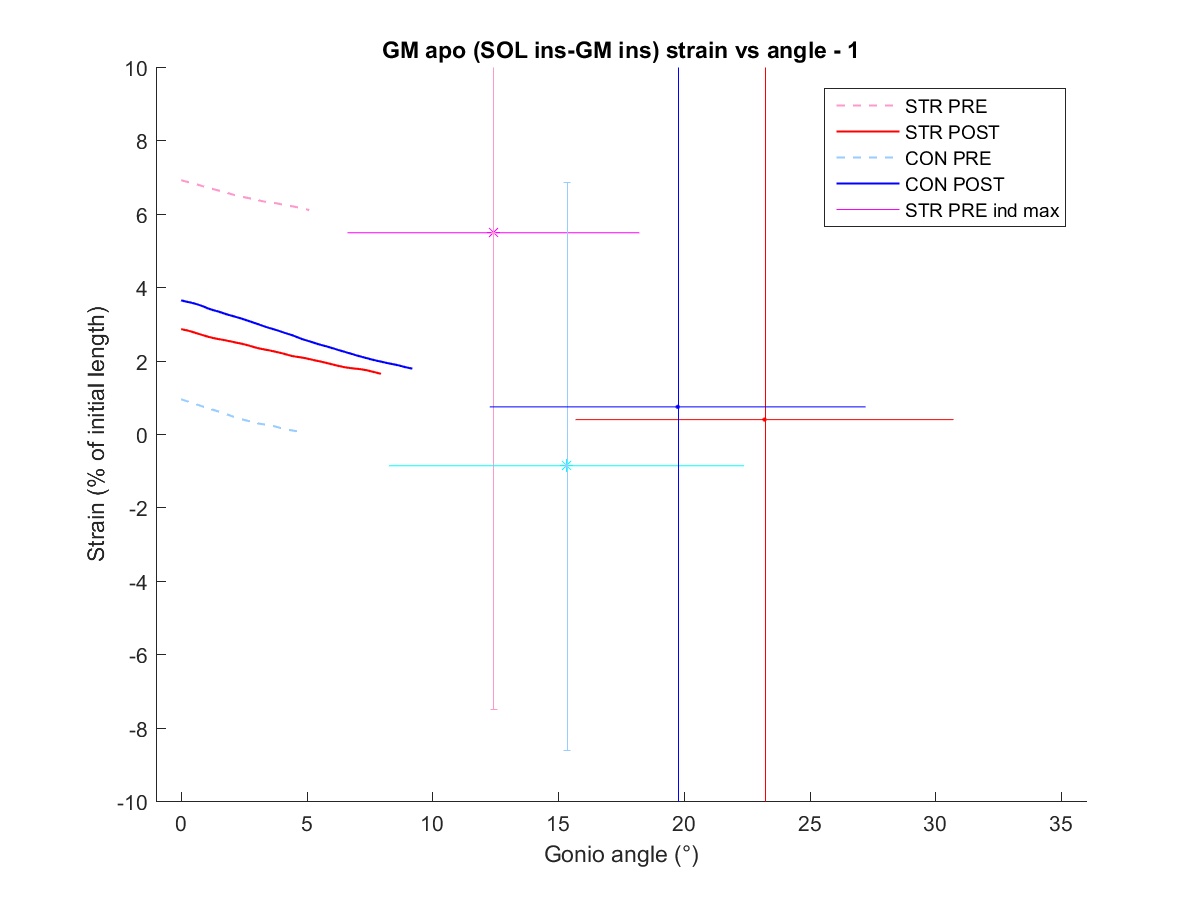 GM apo (SOL ins-GM ins) strain vs angle - 1
10
8
6
4
2
0
-2
-4
-6
-8
-10
Strain (% of initial length)
STR PRE
STR POST
CON PRE
CON POST
STR PRE ind max
0 5 10 15 20 25 30 35
Gonio angle (°)